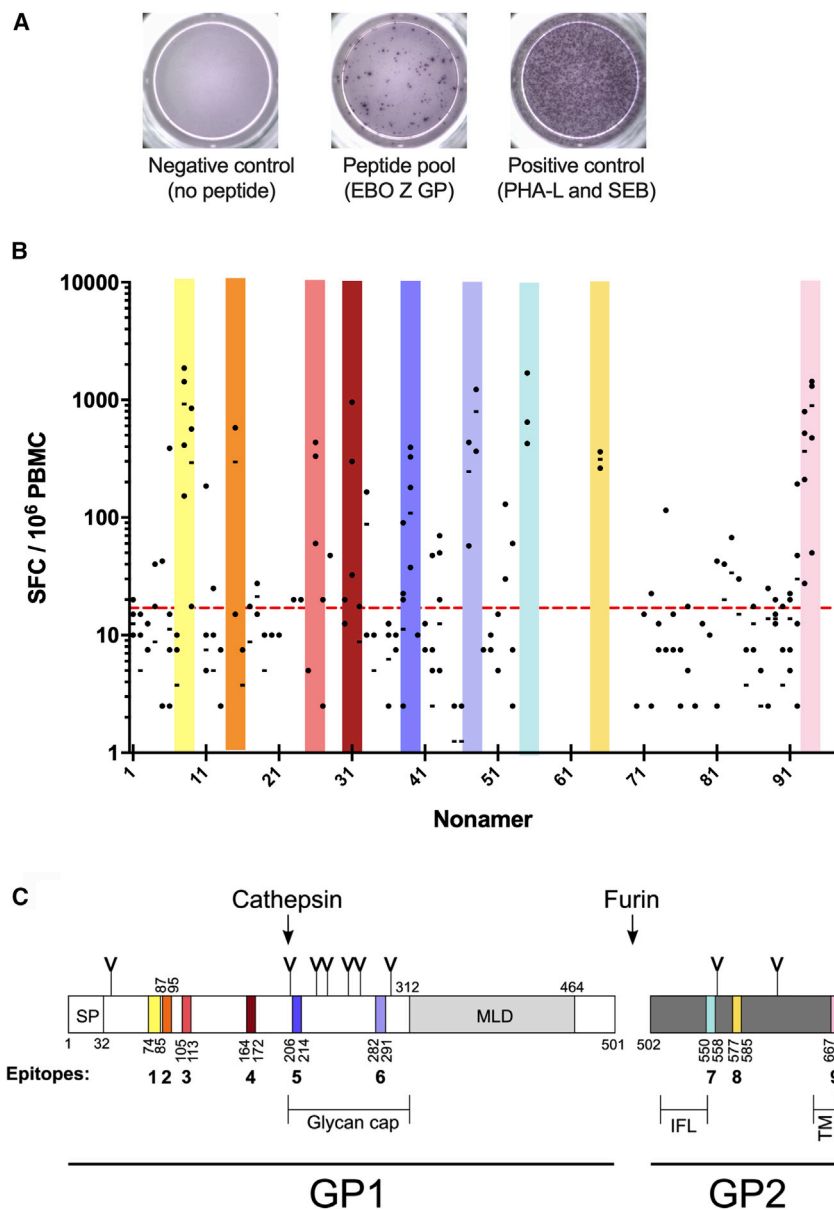 A
Negative control
(no peptide)
Peptide pool
(EBO Z GP)
Positive control
(PHA-L and SEB)
B
SFC / 10⁶ PBMC
10000
1000
100
10
1
1 11 21 31 41 51 61 71 81 91
Nonamer
C
Cathepsin
Furin
V V V V V V V V V
87 95 312 464
SP MLD
1 32 74 85 105 113 164 172 206 214 282 291 501 502 550 558 577 585 667
Epitopes: 1 2 3 4 5 6 7 8 9
Glycan cap IFL TM
GP1 GP2